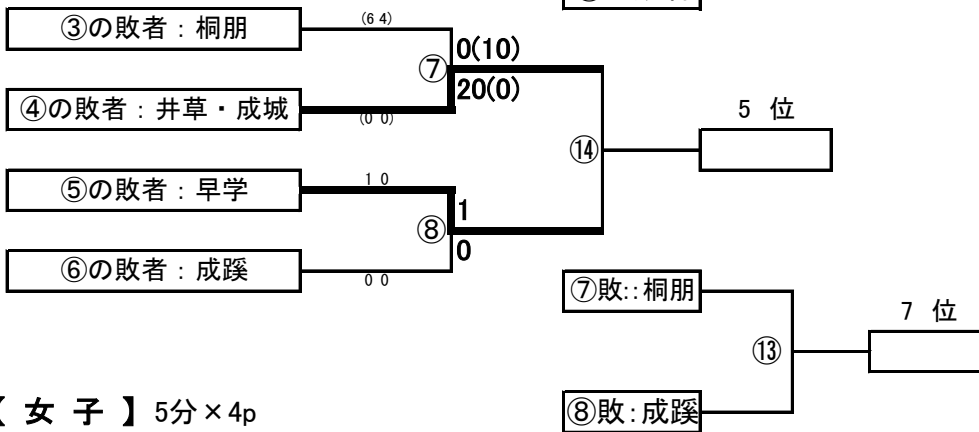 ③の敗者：桐朋
(6 4)
0(10)
⑦
20(0)
④の敗者：井草・成城
(0 0)
5 位
⑭
⑤の敗者：早学
1 0
1
⑧
0
⑥の敗者：成蹊
0 0
⑦敗::桐朋
7 位
⑬
女 子 】5分×4p
⑧敗:成蹊